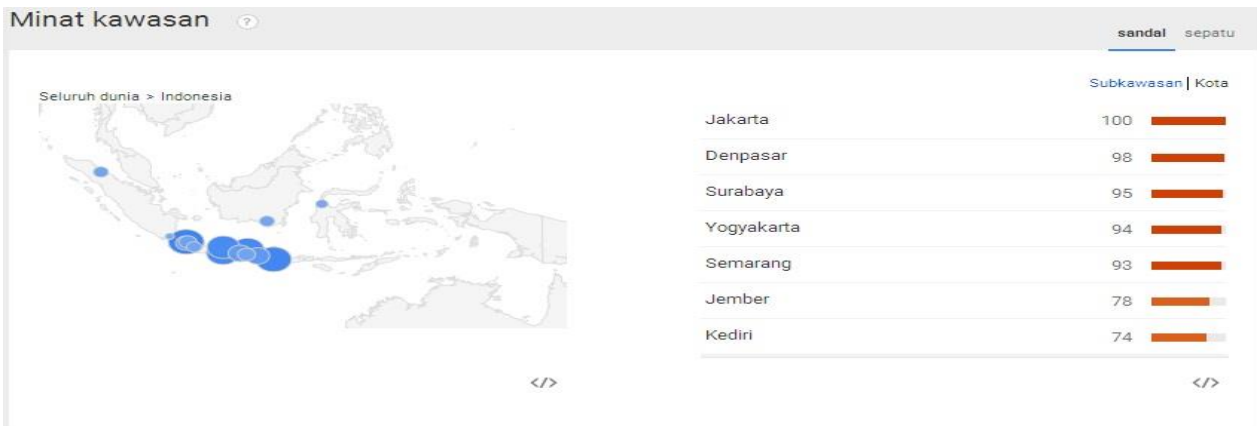 Minat kawasan ?
sandal sepatu
Subkawasan | Kota
Seluruh dunia > Indonesia
Jakarta 100
Denpasar 98
Surabaya 95
Yogyakarta 94
Semarang 93
Jember 78
Kediri 74
</> </>